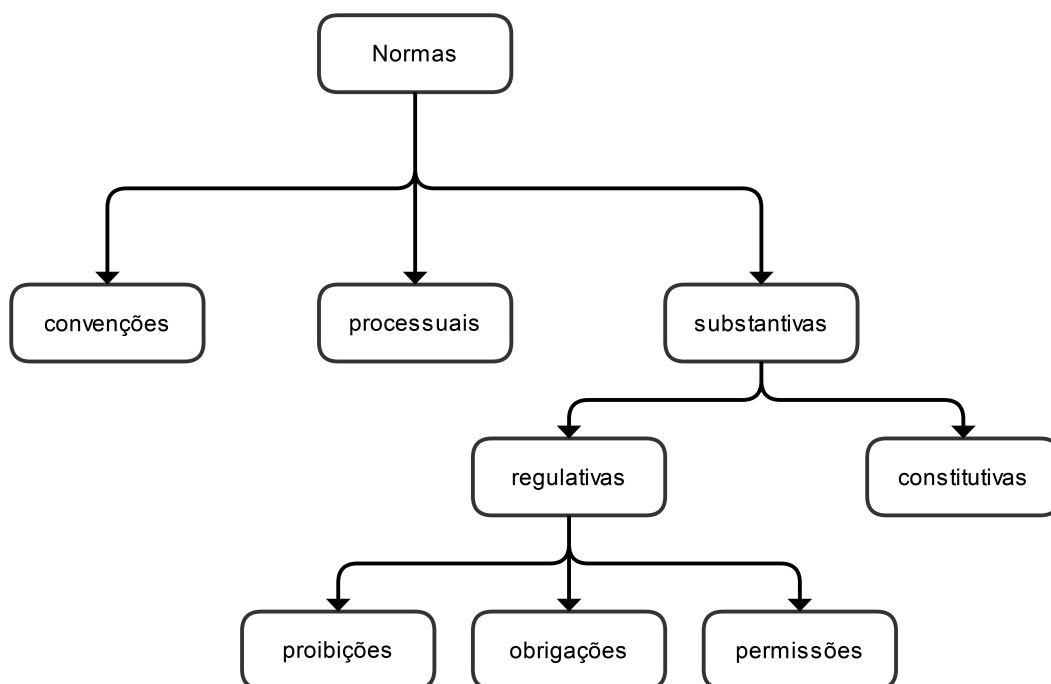 Normas
convenções
processuais
substantivas
regulativas
constitutivas
proibições
obrigações
permissões